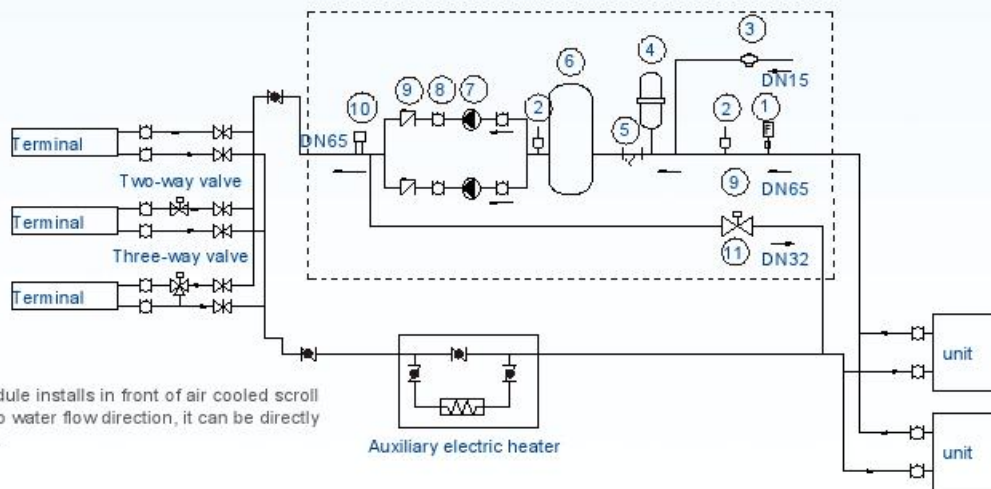 3
4
DN15
6
10
9
8
7
2
2
1
DN65
5
Terminal
Two-way valve
9
DN65
Terminal
Three-way valve
11
DN32
Terminal
unit
dule installs in front of air cooled scroll
o water flow direction, it can be directly
Auxiliary electric heater
unit